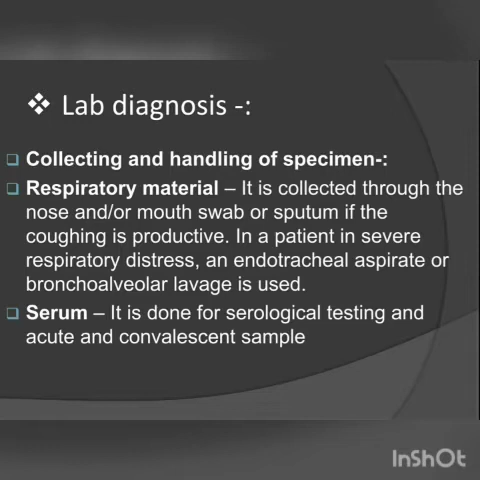 ❖ Lab diagnosis -:
❑ Collecting and handling of specimen-:
❑ Respiratory material – It is collected through the
nose and/or mouth swab or sputum if the
coughing is productive. In a patient in severe
respiratory distress, an endotracheal aspirate or
bronchoalveolar lavage is used.
❑ Serum – It is done for serological testing and
acute and convalescent sample
InShOt